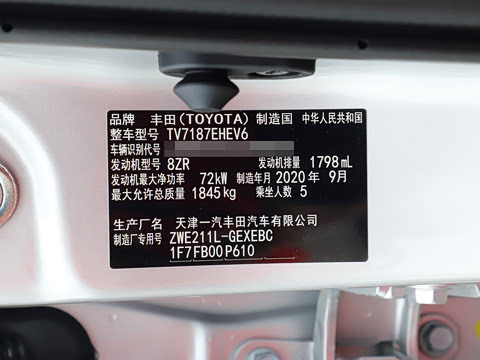 品牌 丰田(TOYOTA) 制造国 中华人民共和国
整车型号 TV7187EHEV6
车辆识别代号
发动机型号 8ZR 发动机排量 1798mL
发动机最大净功率 72kW 制造年月 2020 年 9月
最大允许总质量 1845kg 乘坐人数 5
生产厂名 天津一汽丰田汽车有限公司
制造厂专用号 ZWE211L-GEXEBC
1F7FB00P610